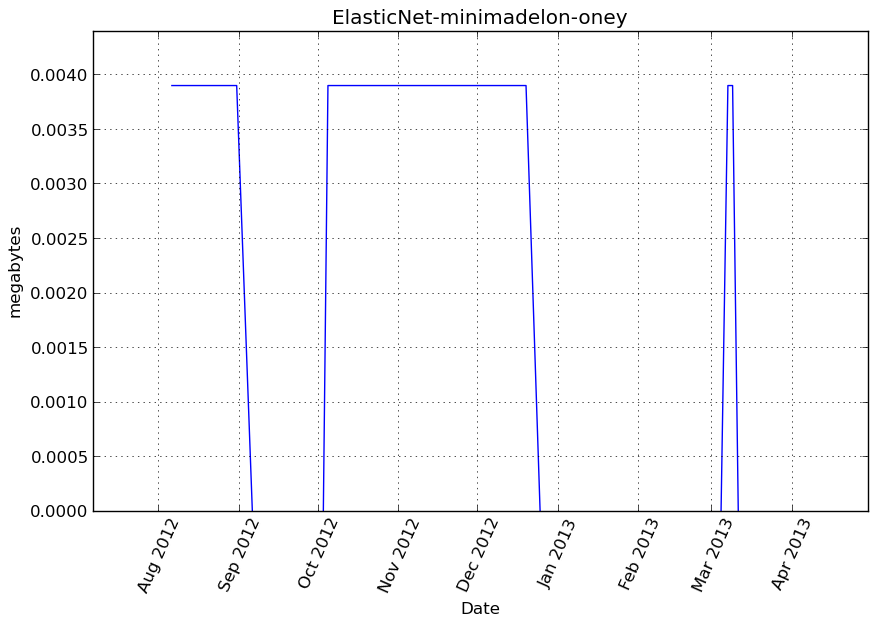 ElasticNet-minimadelon-oney
0.0040
0.0035
0.0030
0.0025
0.0020
0.0015
0.0010
0.0005
0.0000
megabytes
Aug 2012
Sep 2012
Oct 2012
Nov 2012
Dec 2012
Jan 2013
Feb 2013
Mar 2013
Apr 2013
Date